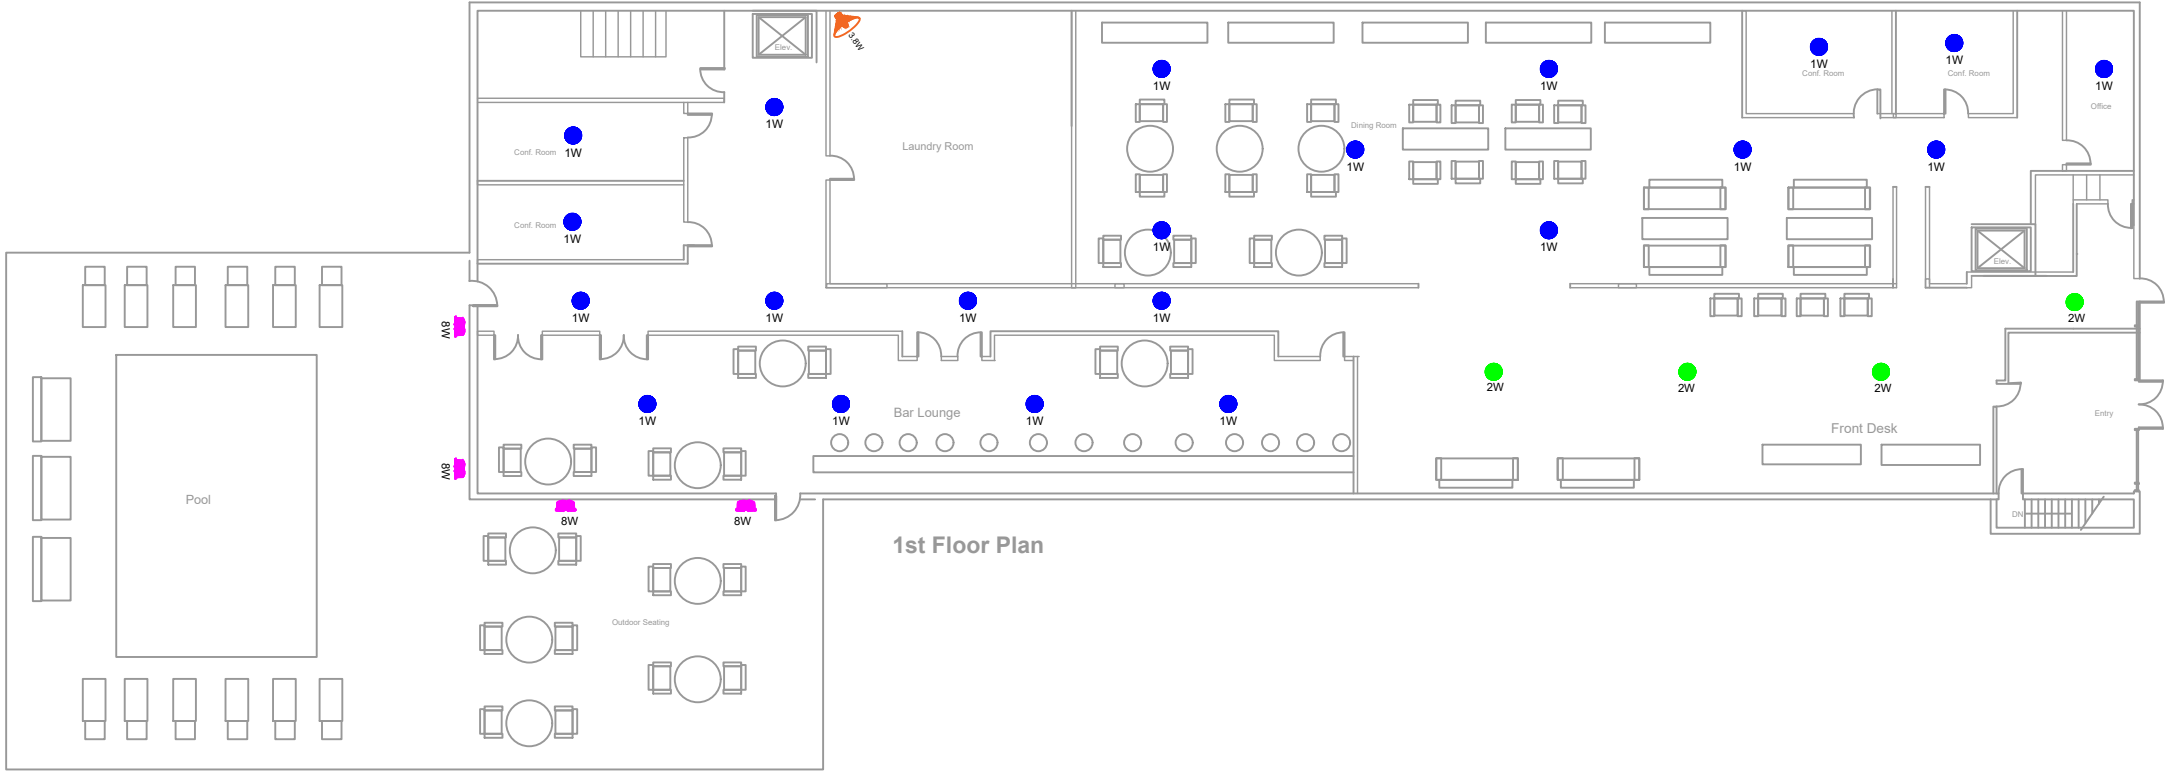 Elev.
3.8W
1W
1W
1W
1W
1W
1W
Conf. Room
Conf. Room
Office
1W
Dining Room
Conf. Room
1W
Laundry Room
1W
1W
1W
Conf. Room
1W
1W
1W
Elev.
1W
1W
1W
1W
2W
8W
2W
2W
2W
Bar Lounge
1W
1W
1W
1W
Entry
Front Desk
8W
Pool
8W
8W
DN
1st Floor Plan
Outdoor Seating